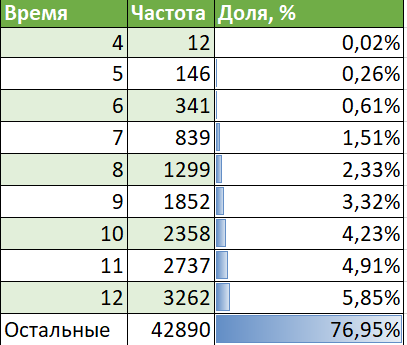 Время Частота Доля, %
4 12 0,02%
5 146 0,26%
6 341 0,61%
7 839 1,51%
8 1299 2,33%
9 1852 3,32%
10 2358 4,23%
11 2737 4,91%
12 3262 5,85%
Остальные 42890 76,95%